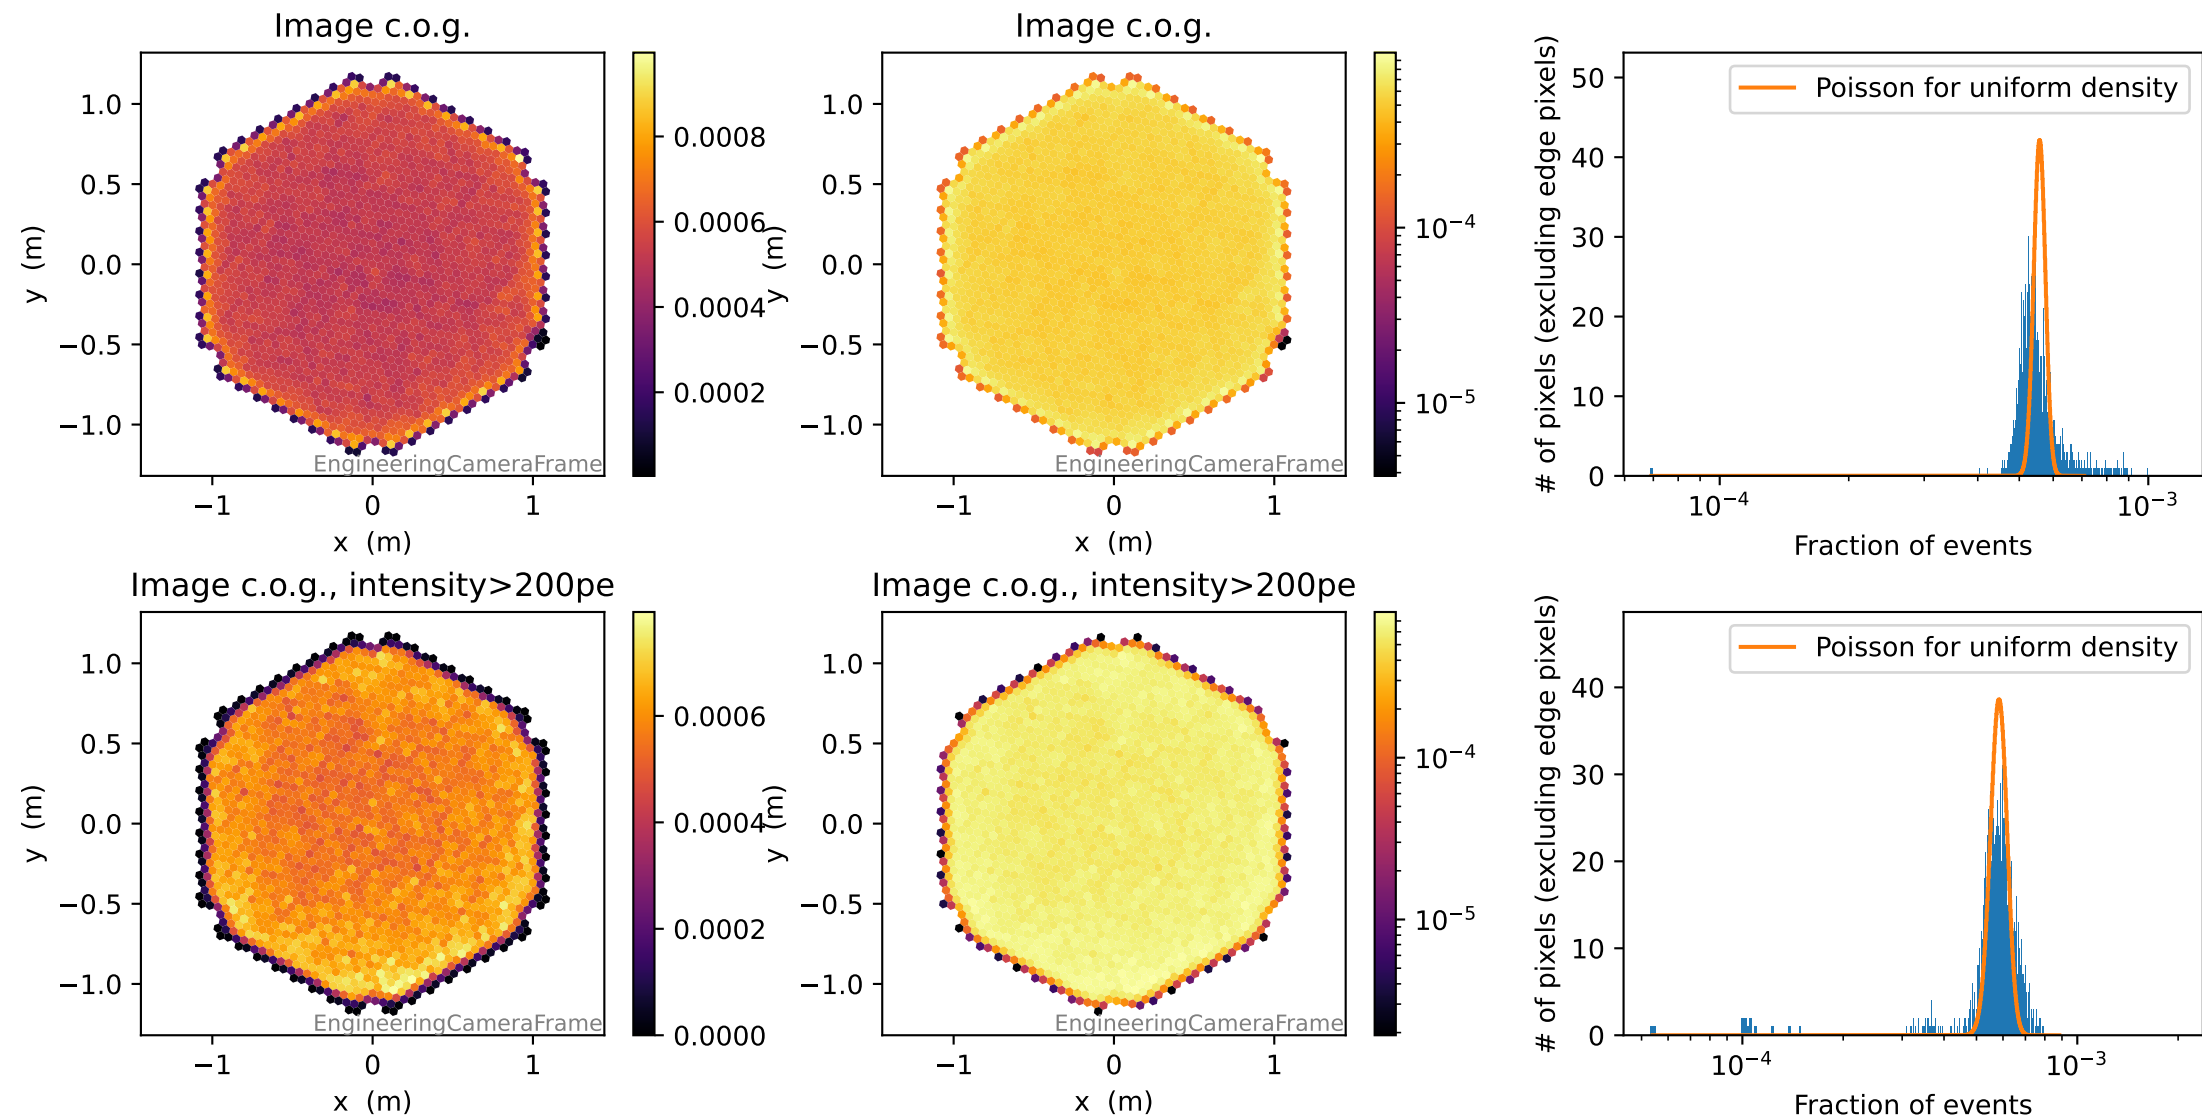 Image c.o.g.
1.0
0.5
0.0
−0.5
−1.0
y (m)
−1 0 1
x (m)
EngineeringCameraFrame
0.0008
0.0006
0.0004
0.0002
Image c.o.g.
1.0
0.5
0.0
−0.5
−1.0
y (m)
−1 0 1
x (m)
EngineeringCameraFrame
10⁻⁴
10⁻⁵
# of pixels (excluding edge pixels)
50
40
30
20
10
0
Poisson for uniform density
10⁻⁴ 10⁻³
Fraction of events
Image c.o.g., intensity>200pe
1.0
0.5
0.0
−0.5
−1.0
y (m)
−1 0 1
x (m)
EngineeringCameraFrame
0.0006
0.0004
0.0002
0.0000
Image c.o.g., intensity>200pe
1.0
0.5
0.0
−0.5
−1.0
y (m)
−1 0 1
x (m)
EngineeringCameraFrame
10⁻⁴
10⁻⁵
# of pixels (excluding edge pixels)
40
30
20
10
0
Poisson for uniform density
10⁻⁴ 10⁻³
Fraction of events